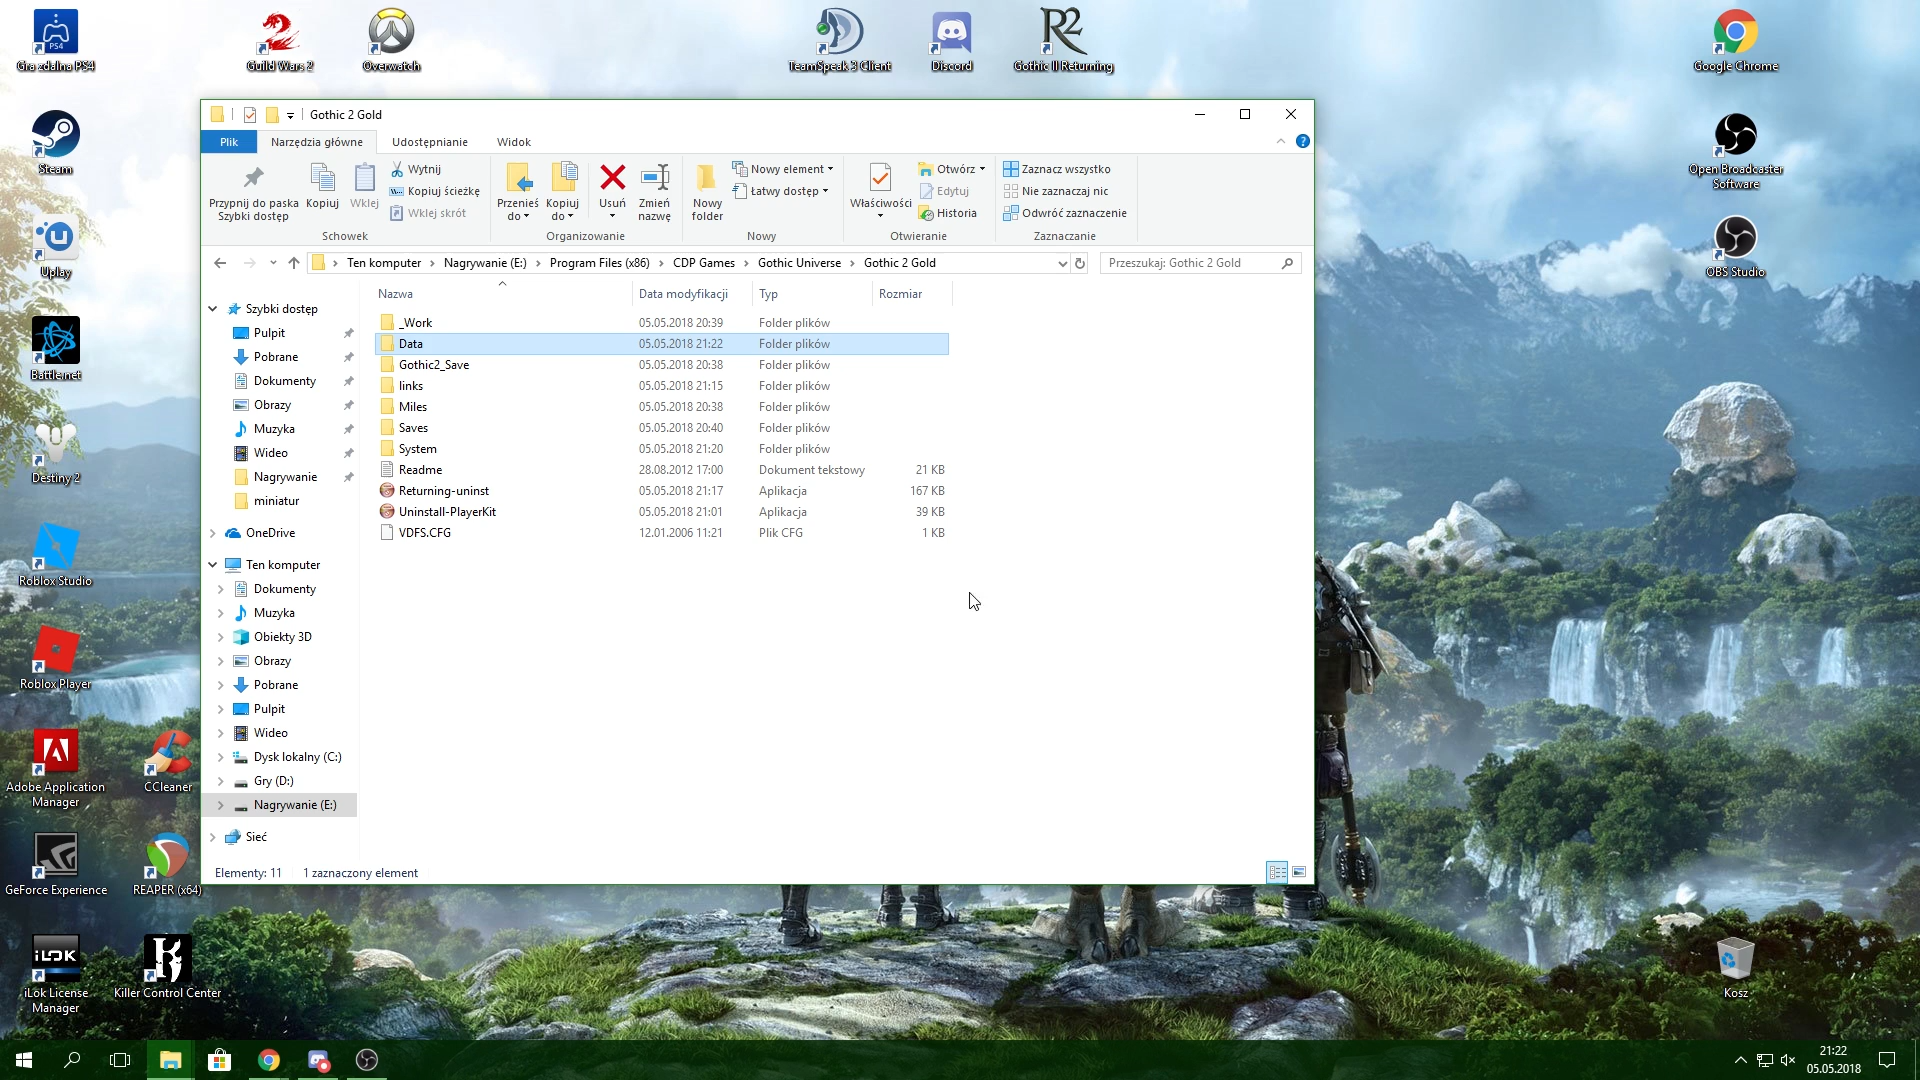 Gra zdalna PS4
Guild Wars 2
Overwatch
TeamSpeak 3 Client
Discord
Gothic II Returning
Google Chrome
Steam
Uplay
Battle.net
Destiny 2
Roblox Studio
Roblox Player
Adobe Application
Manager
CCleaner
GeForce Experience
REAPER (x64)
iLok License
Manager
Killer Control Center
Open Broadcaster
Software
OBS Studio
Kosz
Gothic 2 Gold
Plik
Narzędzia główne
Udostępnianie
Widok
Przypnij do paska
Szybki dostęp
Kopiuj
Wklej
Wytnij
Kopiuj ścieżkę
Wklej skrót
Schowek
Przenieś
do
Kopiuj
do
Usuń
Zmień
nazwę
Organizowanie
Nowy
folder
Nowy element
Łatwy dostęp
Nowy
Właściwości
Otwórz
Edytuj
Historia
Otwieranie
Zaznacz wszystko
Nie zaznaczaj nic
Odwróć zaznaczenie
Zaznaczanie
Ten komputer > Nagrywanie (E:) > Program Files (x86) > CDP Games > Gothic Universe > Gothic 2 Gold
Przeszukaj: Gothic 2 Gold
Szybki dostęp
Pulpit
Pobrane
Dokumenty
Obrazy
Muzyka
Wideo
Nagrywanie
miniatur
OneDrive
Ten komputer
Dokumenty
Muzyka
Obiekty 3D
Obrazy
Pobrane
Pulpit
Wideo
Dysk lokalny (C:)
Gry (D:)
Nagrywanie (E:)
Sieć
Nazwa Data modyfikacji Typ Rozmiar
_Work 05.05.2018 20:39 Folder plików
Data 05.05.2018 21:22 Folder plików
Gothic2_Save 05.05.2018 20:38 Folder plików
links 05.05.2018 21:15 Folder plików
Miles 05.05.2018 20:38 Folder plików
Saves 05.05.2018 20:40 Folder plików
System 05.05.2018 21:20 Folder plików
Readme 28.08.2012 17:00 Dokument tekstowy 21 KB
Returning-uninst 05.05.2018 21:17 Aplikacja 167 KB
Uninstall-PlayerKit 05.05.2018 21:01 Aplikacja 39 KB
VDFS.CFG 12.01.2006 11:21 Plik CFG 1 KB
Elementy: 11 1 zaznaczony element
21:22
05.05.2018